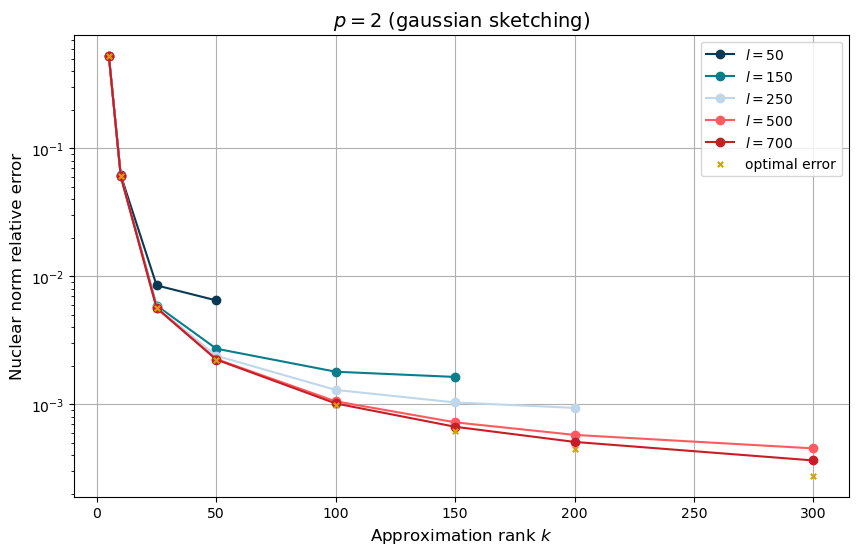 p = 2 (gaussian sketching)
Nuclear norm relative error
10⁻¹
10⁻²
10⁻³
0 50 100 150 200 250 300
Approximation rank k
l = 50
l = 150
l = 250
l = 500
l = 700
optimal error